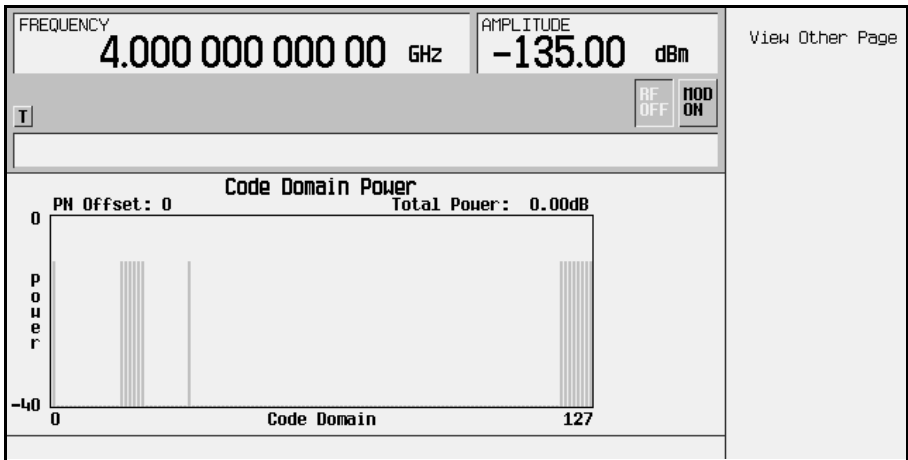 FREQUENCY
4.000 000 000 00 GHz
AMPLITUDE
-135.00 dBm
View Other Page
RF OFF
MOD ON
T
Code Domain Power
PN Offset: 0
Total Power: 0.00dB
0
Power
-40
0
Code Domain
127